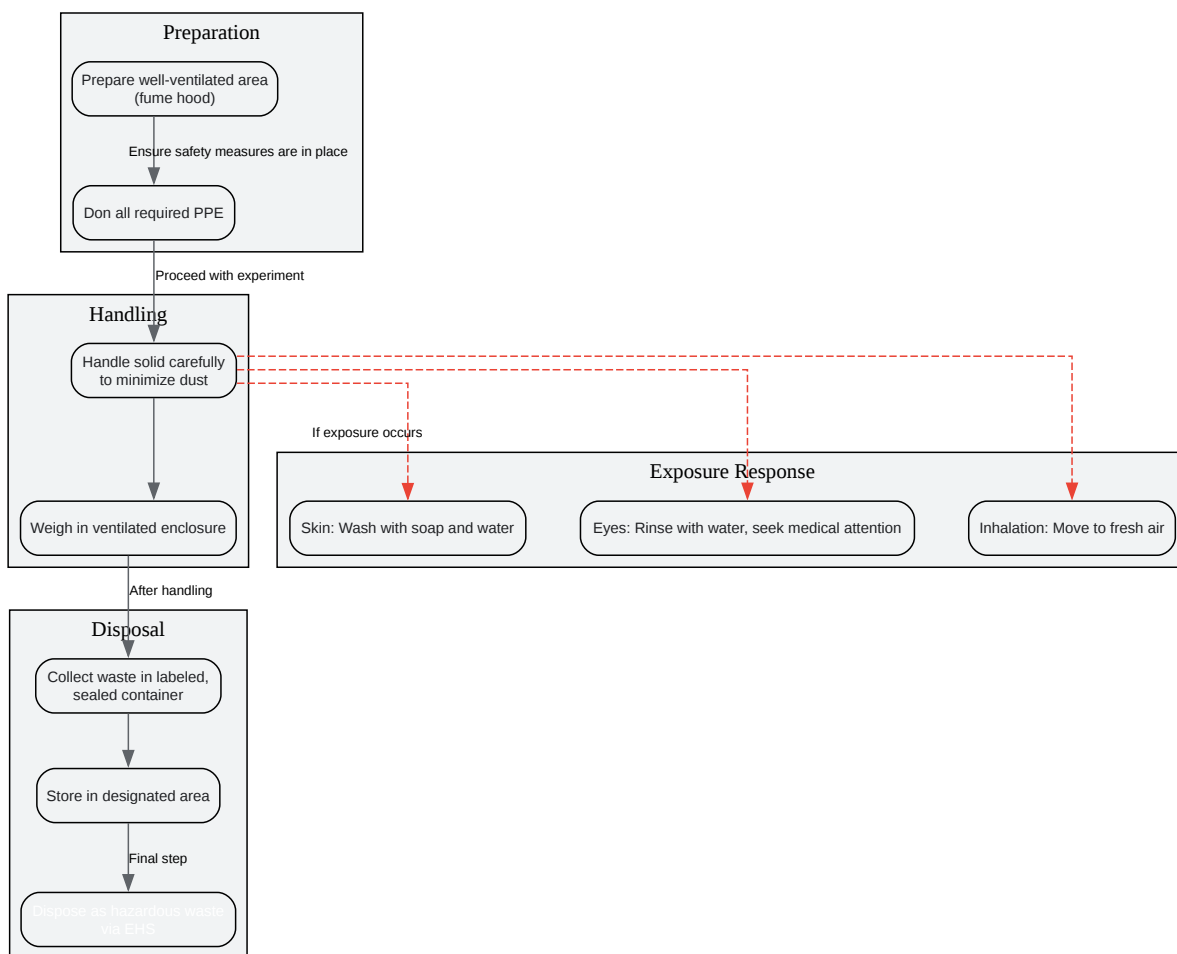 Preparation
Prepare well-ventilated area
(fume hood)
Ensure safety measures are in place
Don all required PPE
Proceed with experiment
Handling
Handle solid carefully
to minimize dust
If exposure occurs
Exposure Response
Weigh in ventilated enclosure
Skin: Wash with soap and water
Eyes: Rinse with water, seek medical attention
Inhalation: Move to fresh air
After handling
Disposal
Collect waste in labeled,
sealed container
Store in designated area
Final step
Dispose as hazardous waste
via EHS